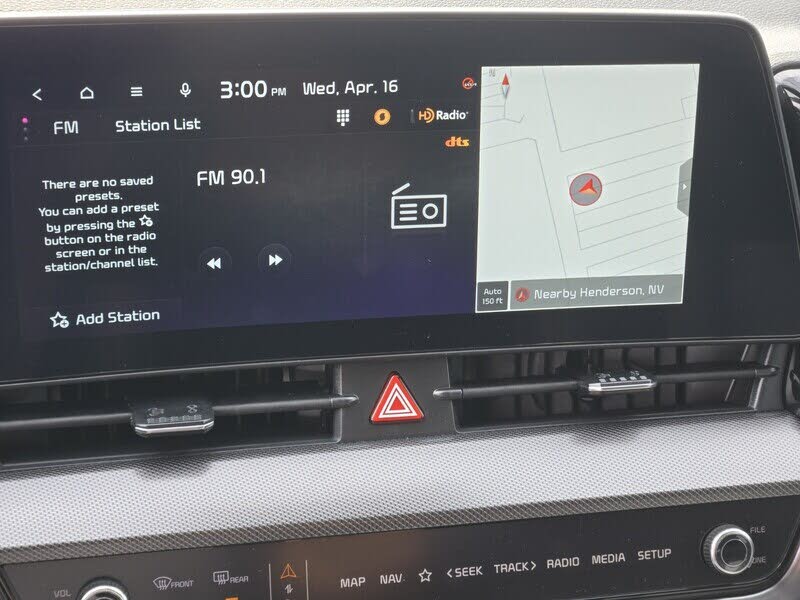 3:00 PM Wed, Apr. 16
FM Station List HD Radio
dts
N
There are no saved
presets.
You can add a preset
by pressing the
button on the radio
screen or in the
station/channel list.
Add Station
FM 90.1
Auto
150 ft
Nearby Henderson, NV
VOL
FRONT
REAR
MAP NAV < SEEK TRACK > RADIO MEDIA SETUP
FILE